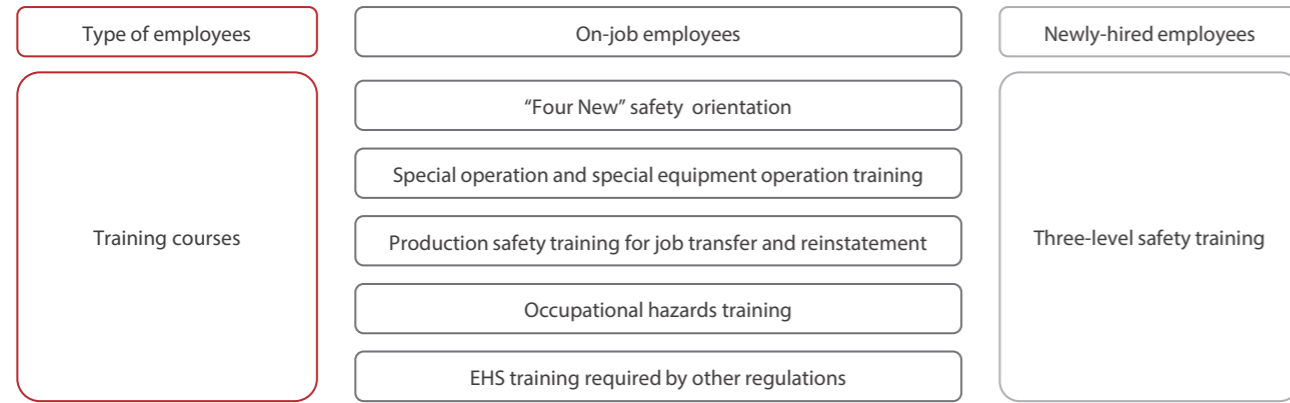 Type of employees
On-job employees
Newly-hired employees
Training courses
“Four New” safety orientation
Special operation and special equipment operation training
Production safety training for job transfer and reinstatement
Occupational hazards training
EHS training required by other regulations
Three-level safety training